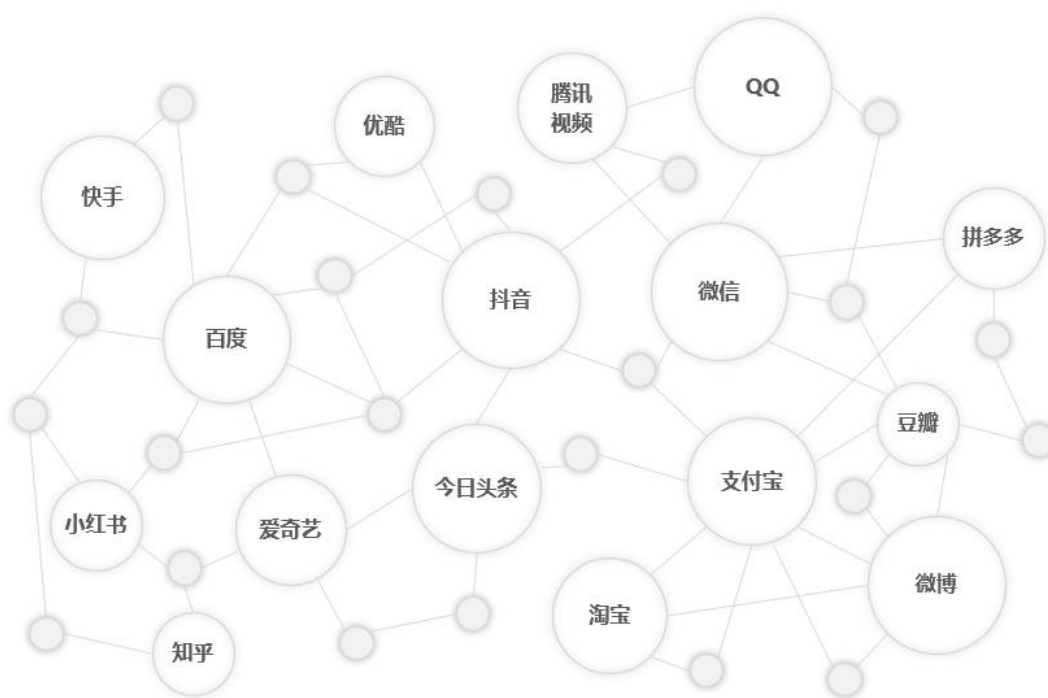 QQ
腾讯
视频
优酷
快手
拼多多
微信
抖音
百度
豆瓣
支付宝
今日头条
小红书
爱奇艺
微博
淘宝
知乎